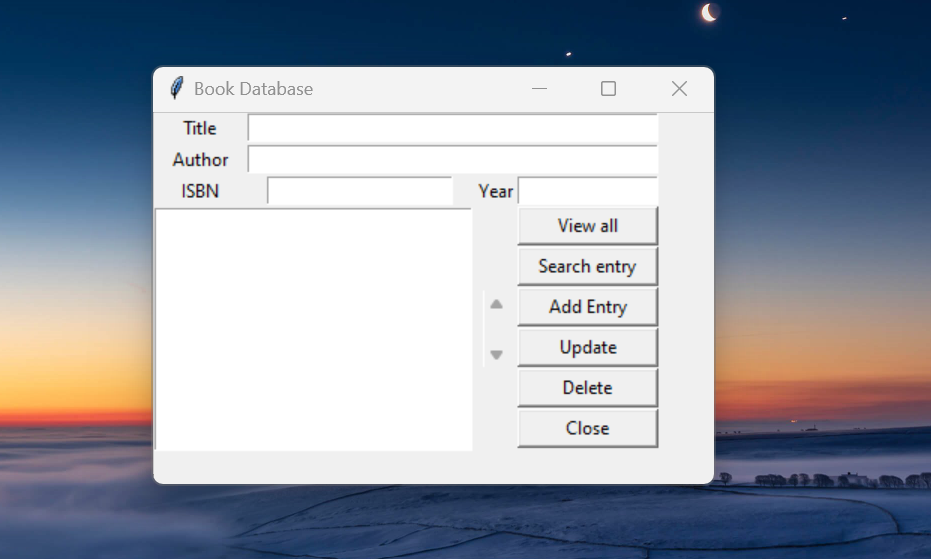 Book Database
Title
Author
ISBN Year
View all
Search entry
Add Entry
Update
Delete
Close